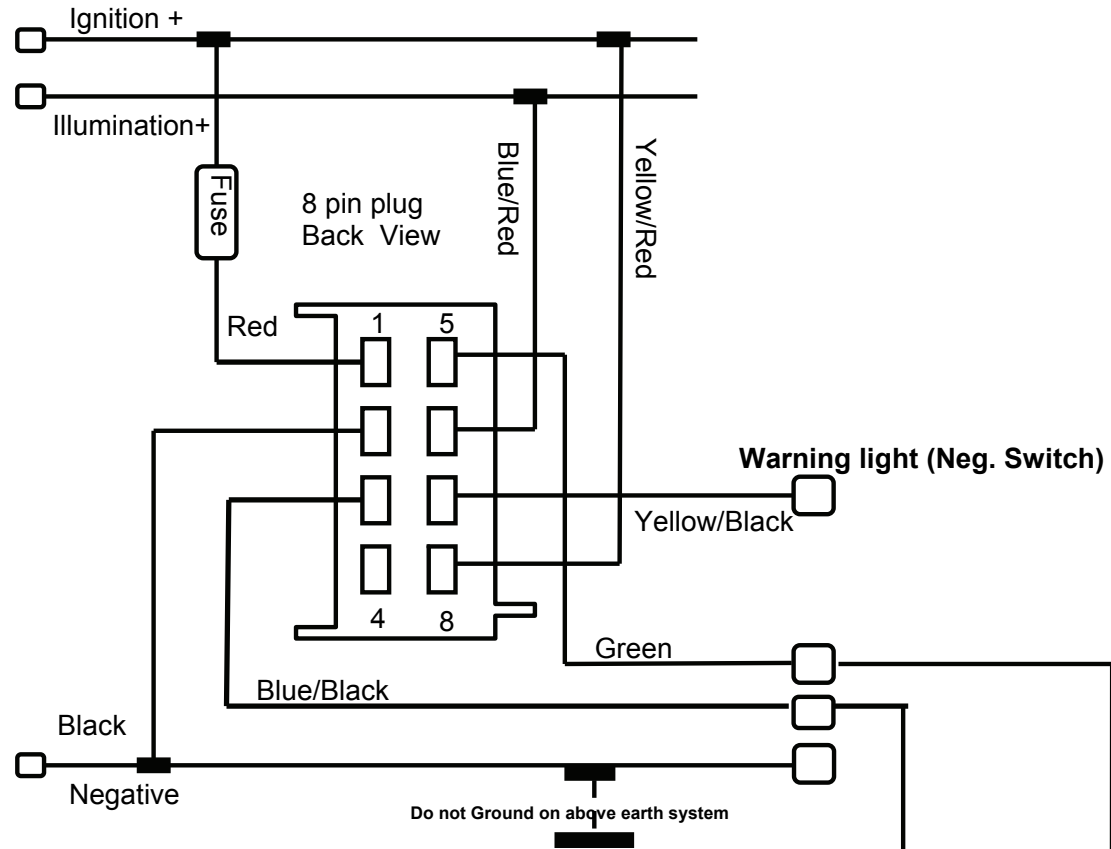 Ignition +
Illumination+
Fuse
8 pin plug
Back View
Blue/Red
Yellow/Red
Red
1 5
Warning light (Neg. Switch)
Yellow/Black
4 8
Green
Blue/Black
Black
Negative
Do not Ground on above earth system